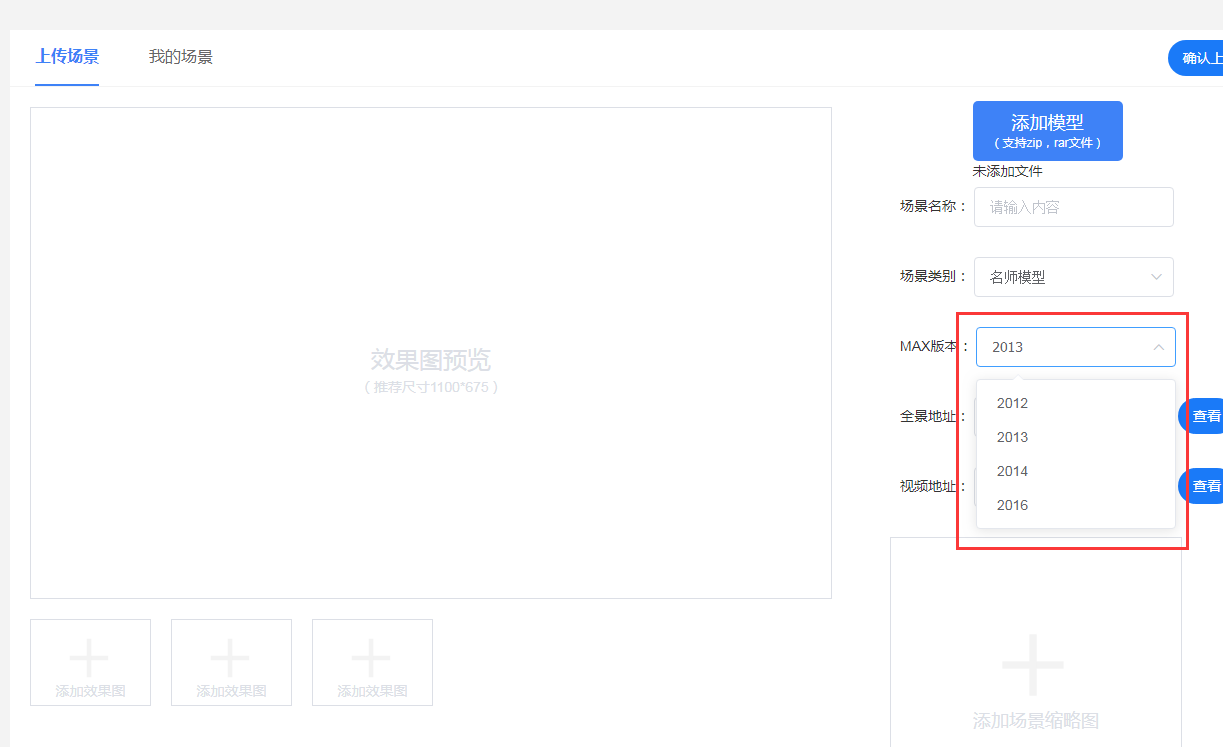 上传场景
我的场景
确认上
添加模型
（支持zip，rar文件）
未添加文件
场景名称：
请输入内容
场景类别：
名师模型
MAX版本：
2013
2012
2013
2014
2016
全景地址：
查看
视频地址：
查看
效果图预览
（推荐尺寸1100*675）
添加效果图
添加效果图
添加效果图
添加场景缩略图